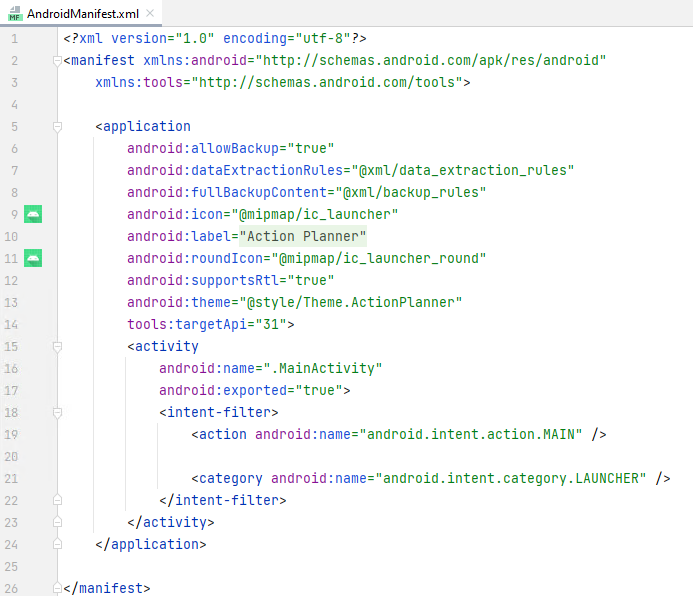 AndroidManifest.xml
1 <?xml version="1.0" encoding="utf-8"?>
2 <manifest xmlns:android="http://schemas.android.com/apk/res/android"
3 xmlns:tools="http://schemas.android.com/tools">
4
5 <application
6 android:allowBackup="true"
7 android:dataExtractionRules="@xml/data_extraction_rules"
8 android:fullBackupContent="@xml/backup_rules"
9 android:icon="@mipmap/ic_launcher"
10 android:label="Action Planner"
11 android:roundIcon="@mipmap/ic_launcher_round"
12 android:supportsRtl="true"
13 android:theme="@style/Theme.ActionPlanner"
14 tools:targetApi="31">
15 <activity
16 android:name=".MainActivity"
17 android:exported="true">
18 <intent-filter>
19 <action android:name="android.intent.action.MAIN" />
20
21 <category android:name="android.intent.category.LAUNCHER" />
22 </intent-filter>
23 </activity>
24 </application>
25
26 </manifest>